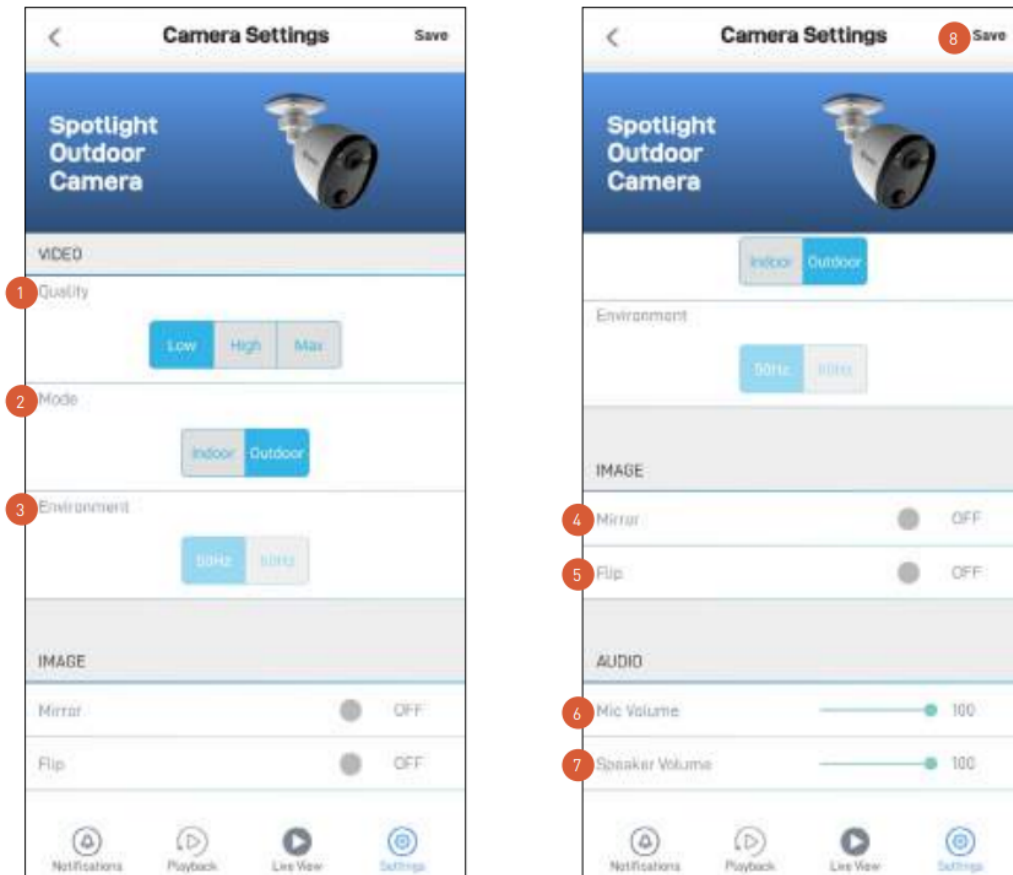 Camera Settings Save
Spotlight
Outdoor
Camera
VIDEO
1 Quality
Low High Max
2 Mode
Indoor Outdoor
3 Environment
50Hz 60Hz
IMAGE
Mirror OFF
Flip OFF
Notifications Playback Live View Settings
Camera Settings 8 Save
Spotlight
Outdoor
Camera
Indoor Outdoor
Environment
50Hz 60Hz
IMAGE
4 Mirror OFF
5 Flip OFF
AUDIO
6 Mic Volume 100
7 Speaker Volume 100
Notifications Playback Live View Settings